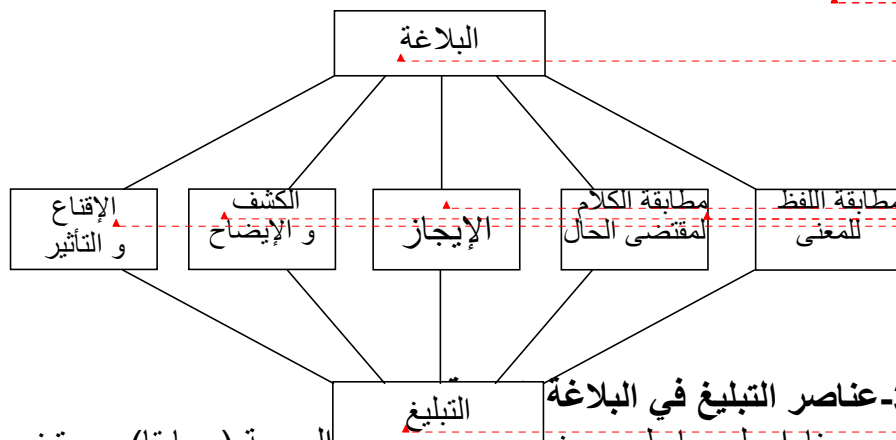 البلاغة
مطابقة اللفظ
للمعنى
مطابقة الكلام
لمقتضى الحال
الإيجاز
الكشف
و الإيضاح
الإقناع
و التأثير
-عناصر التبليغ في البلاغة
التبليغ